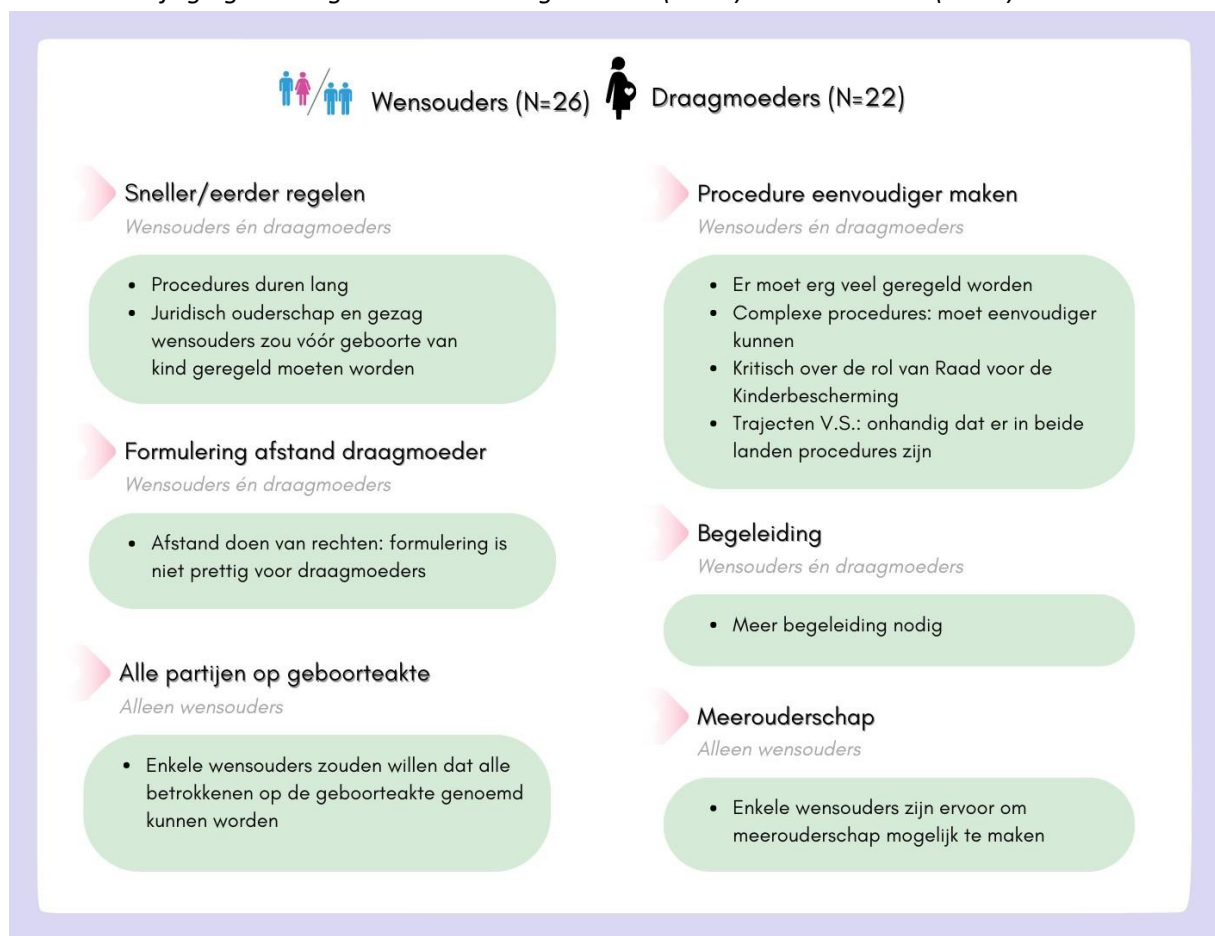 Wensouders (N=26) Draagmoeders (N=22)
Sneller/eerder regelen
Wensouders én draagmoeders
• Procedures duren lang
• Juridisch ouderschap en gezag
wensouders zou vóór geboorte van
kind geregeld moeten worden
Formulering afstand draagmoeder
Wensouders én draagmoeders
• Afstand doen van rechten: formulering is
niet prettig voor draagmoeders
Alle partijen op geboorteakte
Alleen wensouders
• Enkele wensouders zouden willen dat alle
betrokkenen op de geboorteakte genoemd
kunnen worden
Procedure eenvoudiger maken
Wensouders én draagmoeders
• Er moet erg veel geregeld worden
• Complexe procedures: moet eenvoudiger
kunnen
• Kritisch over de rol van Raad voor de
Kinderbescherming
• Trajecten V.S.: onhandig dat er in beide
landen procedures zijn
Begeleiding
Wensouders én draagmoeders
• Meer begeleiding nodig
Meerouderschap
Alleen wensouders
• Enkele wensouders zijn ervoor om
meerouderschap mogelijk te maken